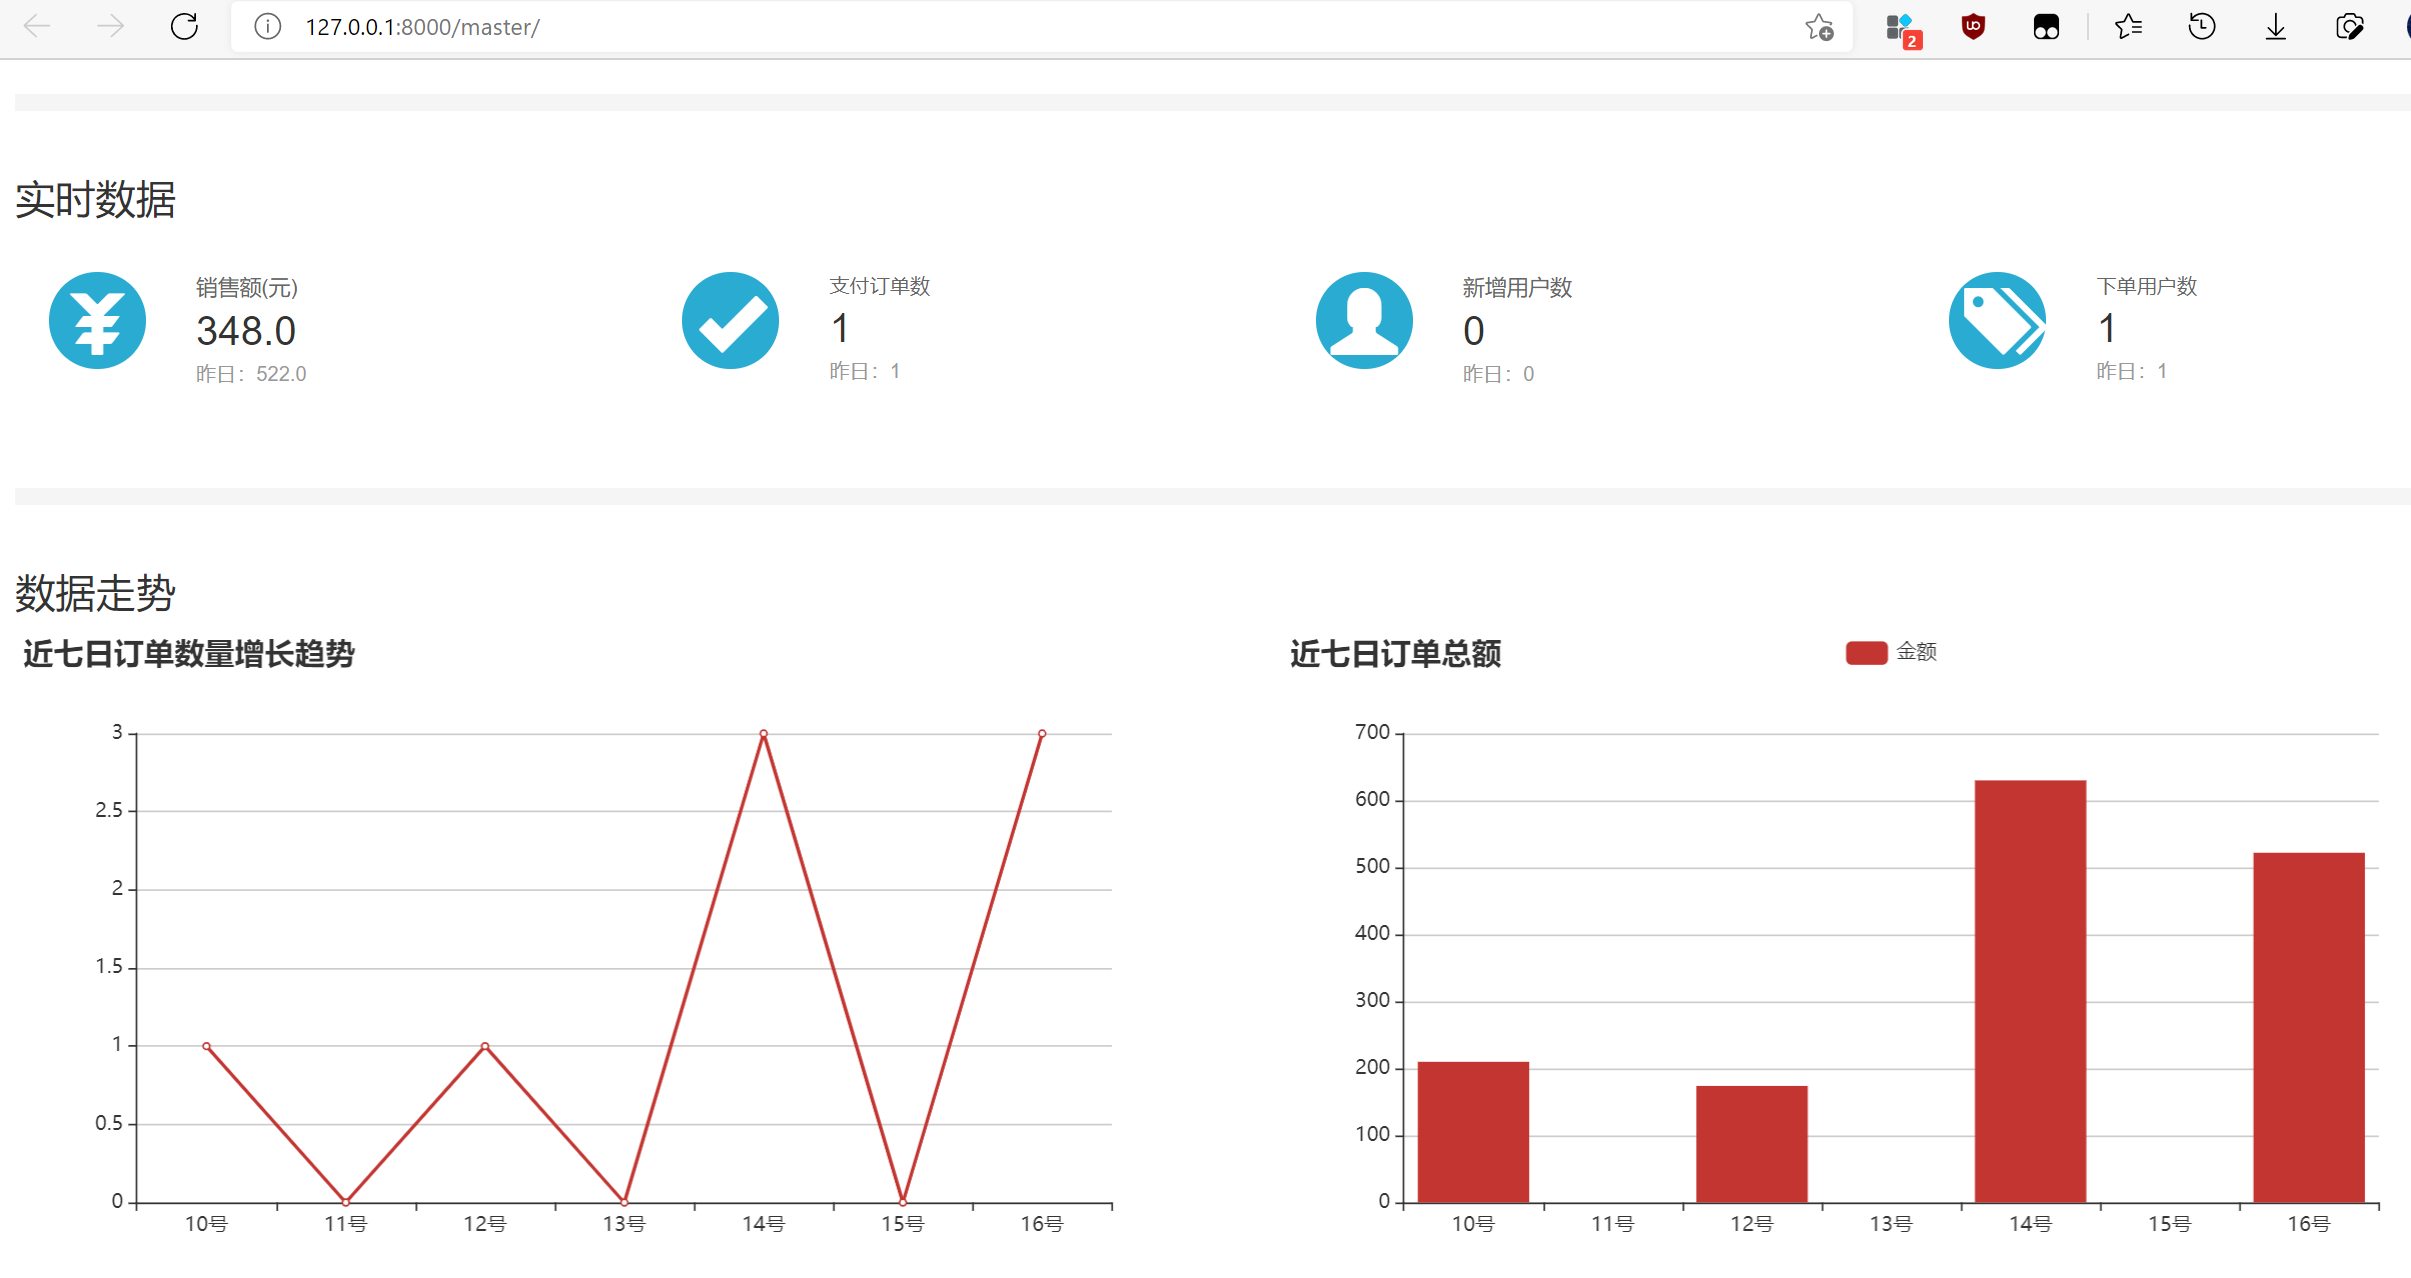 127.0.0.1:8000/master/
2
实时数据
销售额(元)
348.0
昨日：522.0
支付订单数
1
昨日：1
新增用户数
0
昨日：0
下单用户数
1
昨日：1
数据走势
近七日订单数量增长趋势
3
2.5
2
1.5
1
0.5
0
10号 11号 12号 13号 14号 15号 16号
近七日订单总额
金额
700
600
500
400
300
200
100
0
10号 11号 12号 13号 14号 15号 16号